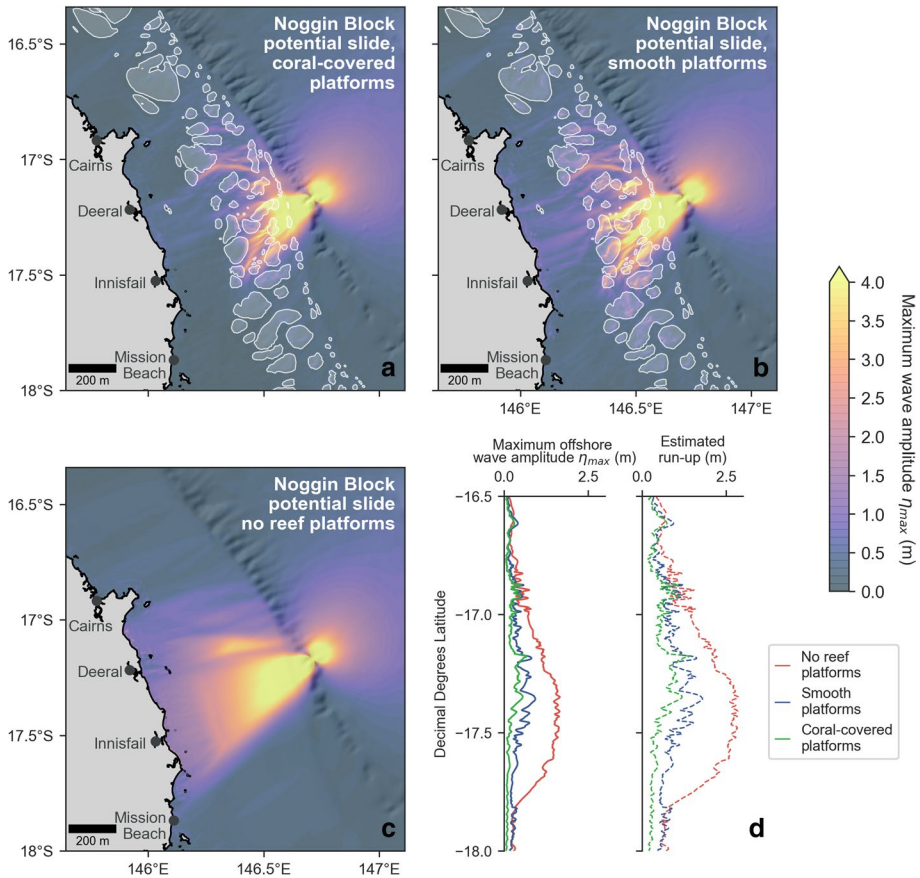 Noggin Block
potential slide,
coral-covered
platforms
16.5°S
17°S
17.5°S
18°S
Cairns
Deeral
Innisfail
Mission
Beach
200 m
a
Noggin Block
potential slide,
smooth platforms
Cairns
Deeral
Innisfail
Mission
Beach
200 m
b
146°E
146.5°E
147°E
4.0
3.5
3.0
2.5
2.0
1.5
1.0
0.5
0.0
Maximum wave amplitude ηmax (m)
Noggin Block
potential slide
no reef platforms
16.5°S
17°S
17.5°S
18°S
Cairns
Deeral
Innisfail
Mission
Beach
200 m
c
146°E
146.5°E
147°E
Maximum offshore
wave amplitude ηmax (m)
0.0
2.5
Estimated
run-up (m)
0.0
2.5
−16.5
−17.0
−17.5
−18.0
Decimal Degrees Latitude
d
No reef
platforms
Smooth
platforms
Coral-covered
platforms